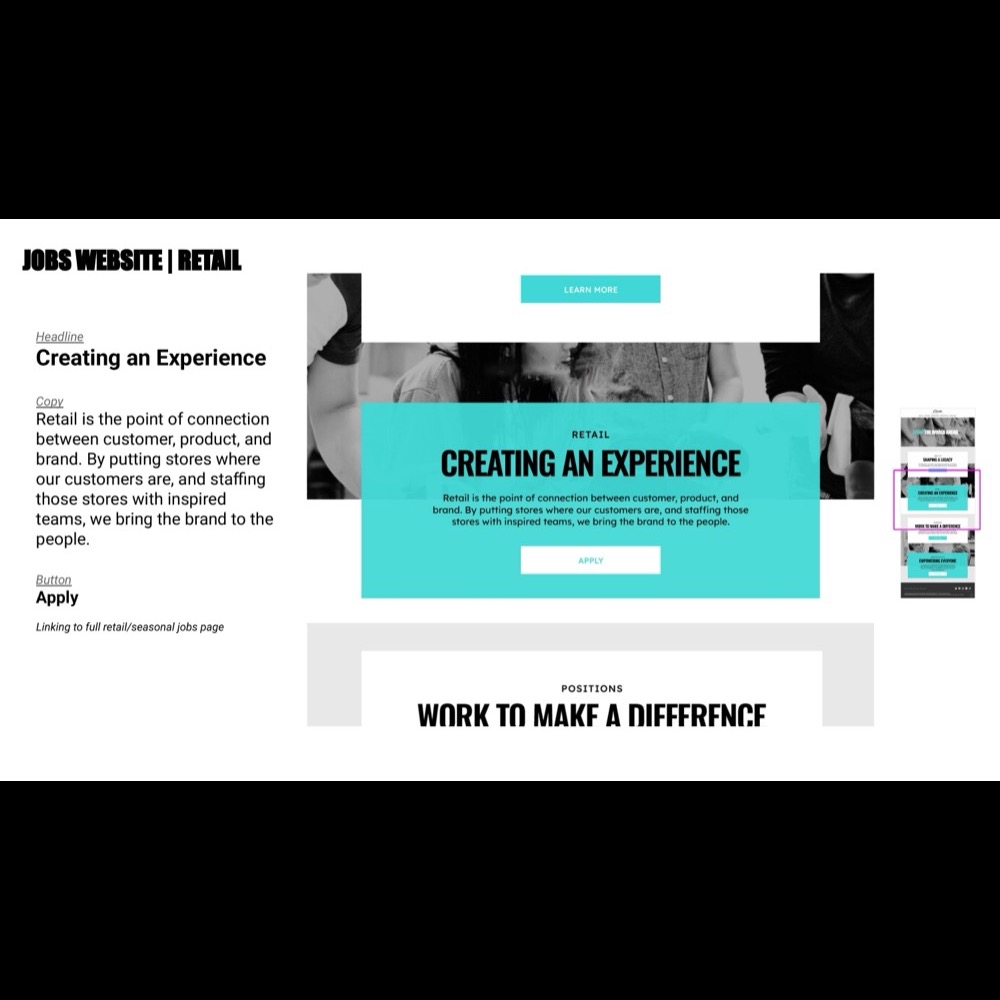 JOBS WEBSITE | RETAIL
Headline
Creating an Experience
Copy
Retail is the point of connection
between customer, product, and
brand. By putting stores where
our customers are, and staffing
those stores with inspired
teams, we bring the brand to the
people.
Button
Apply
Linking to full retail/seasonal jobs page
LEARN MORE
RETAIL
CREATING AN EXPERIENCE
Retail is the point of connection between customer, product, and
brand. By putting stores where our customers are, and staffing those
stores with inspired teams, we bring the brand to the people.
APPLY
POSITIONS
WORK TO MAKE A DIFFERENCE
SHAPING A LEGACY
CREATING AN EXPERIENCE
WORK TO MAKE A DIFFERENCE
EMPOWERING EVERYONE